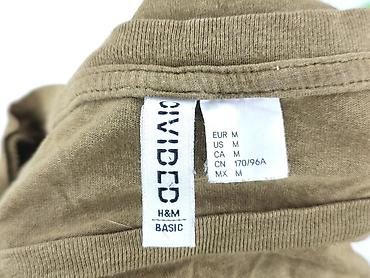 DIVIDED
H&M
BASIC
EUR M
US M
CA M
CN 170/96A
MX M